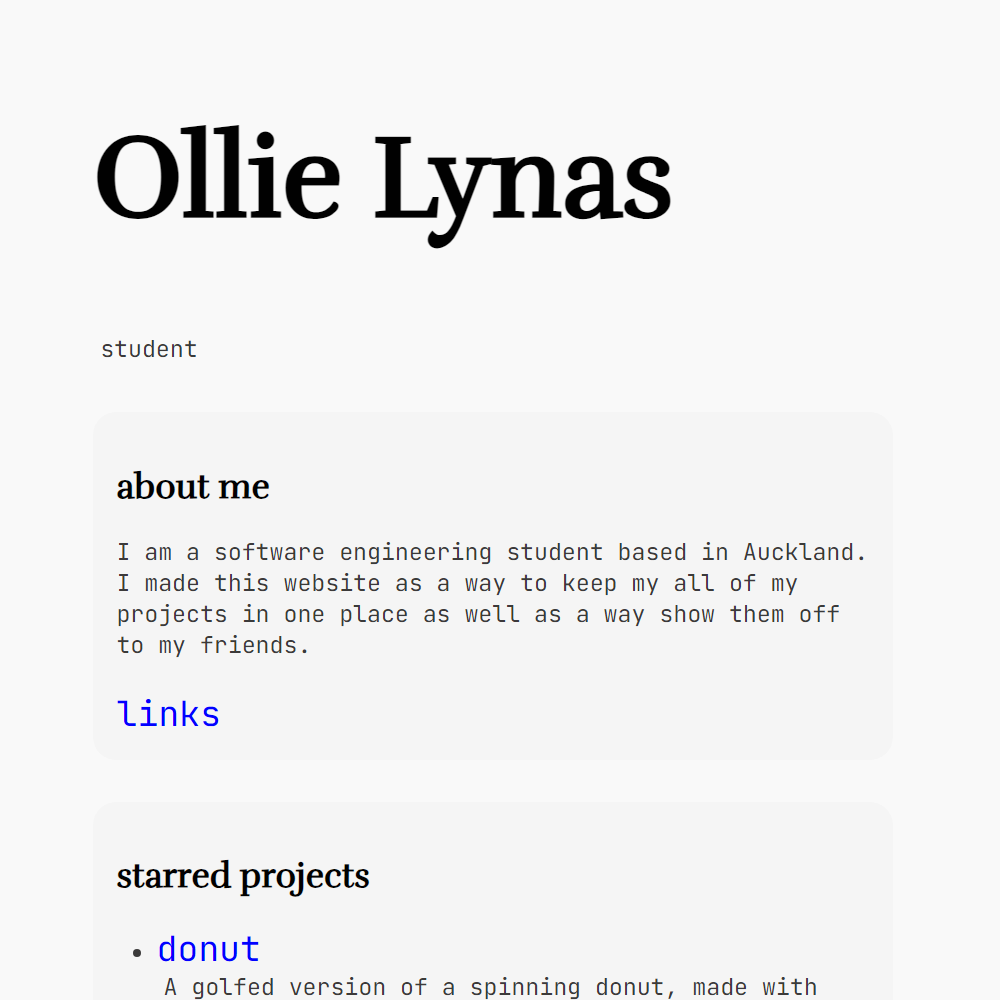 Ollie Lynas
student
about me
I am a software engineering student based in Auckland.
I made this website as a way to keep my all of my
projects in one place as well as a way show them off
to my friends.
links
starred projects
donut
A golfed version of a spinning donut, made with